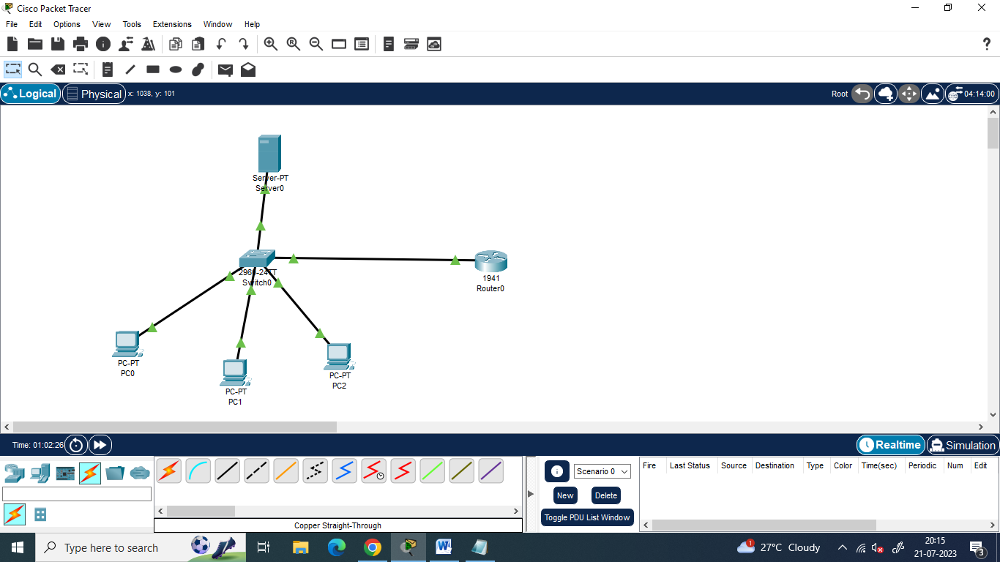 Cisco Packet Tracer
File Edit Options View Tools Extensions Window Help
Logical Physical x: 1038, y: 101 Root 04:14:00
Server-PT
Server0
2960-24TT
Switch0
1941
Router0
PC-PT
PC0
PC-PT
PC1
PC-PT
PC2
Time: 01:02:26 Realtime Simulation
Scenario 0
New Delete
Toggle PDU List Window
Fire Last Status Source Destination Type Color Time(sec) Periodic Num Edit
Copper Straight-Through
Type here to search
27°C Cloudy
20:15
21-07-2023
3